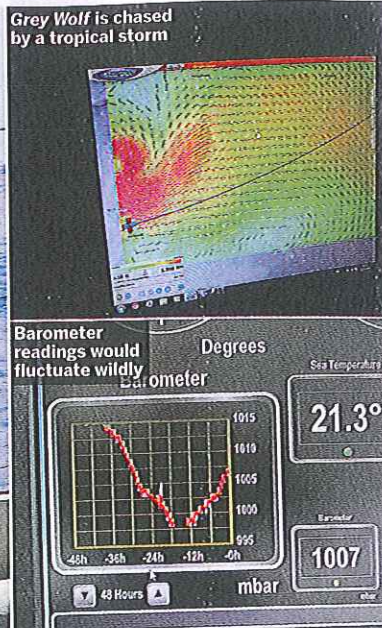 Grey Wolf is chased
by a tropical storm
Barometer
readings would
fluctuate wildly
Degrees
Barometer
Sea Temperature
21.3°
1015
1010
1005
1000
995
-48h -36h -24h -12h -0h
48 Hours
mbar
Barometer
1007
mbar